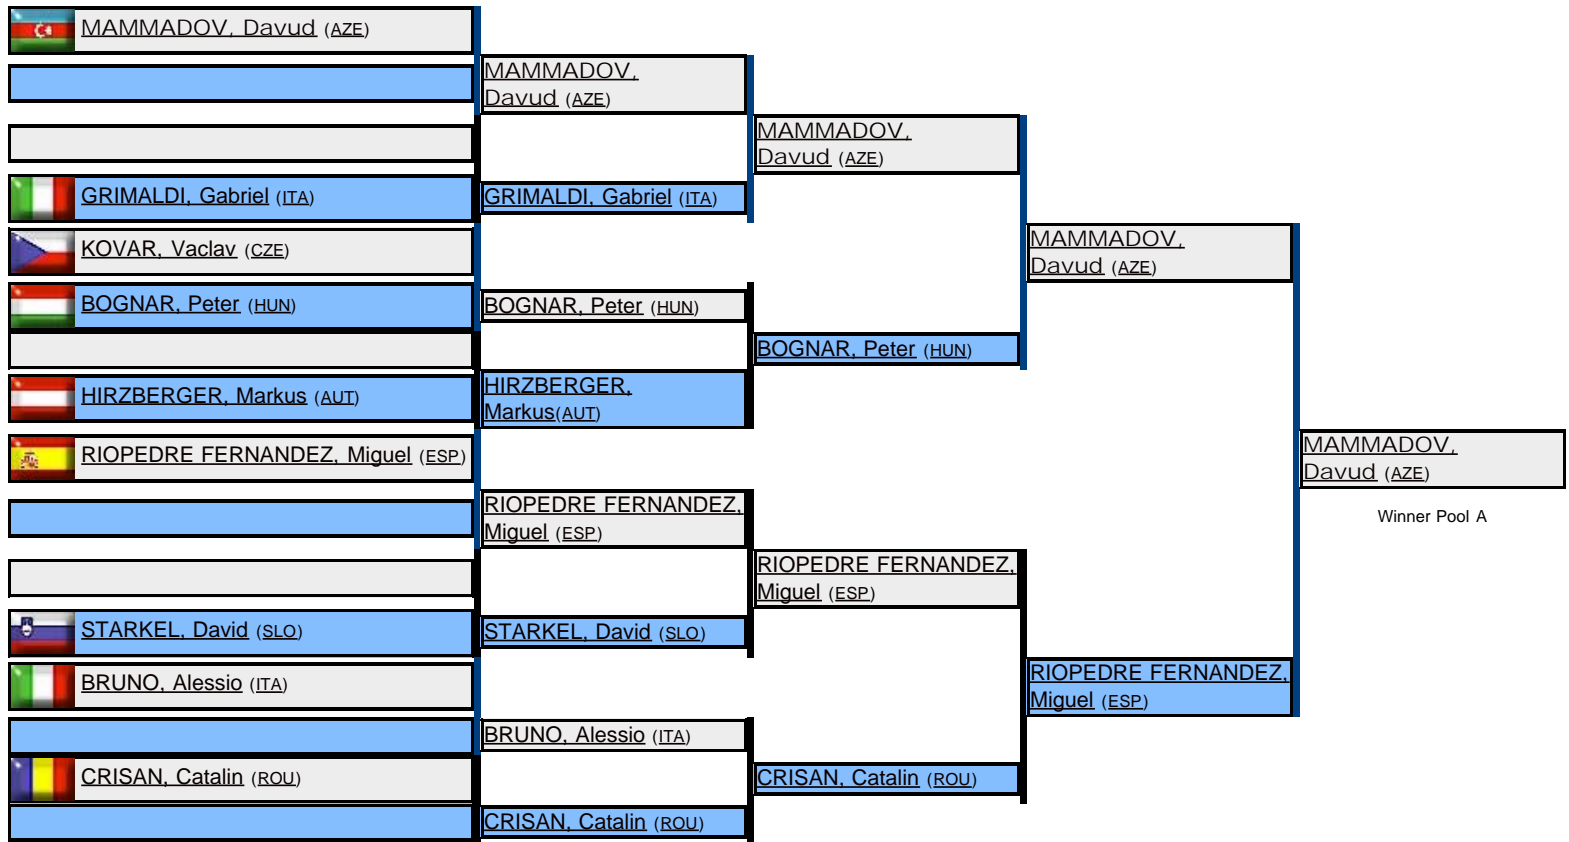 MAMMADOV, Davud (AZE)
GRIMALDI, Gabriel (ITA)
KOVAR, Vaclav (CZE)
BOGNAR, Peter (HUN)
HIRZBERGER, Markus (AUT)
RIOPEDRE FERNANDEZ, Miguel (ESP)
STARKEL, David (SLO)
BRUNO, Alessio (ITA)
CRISAN, Catalin (ROU)
MAMMADOV,
Davud (AZE)
GRIMALDI, Gabriel (ITA)
BOGNAR, Peter (HUN)
HIRZBERGER,
Markus(AUT)
RIOPEDRE FERNANDEZ,
Miguel (ESP)
STARKEL, David (SLO)
BRUNO, Alessio (ITA)
CRISAN, Catalin (ROU)
MAMMADOV,
Davud (AZE)
BOGNAR, Peter (HUN)
RIOPEDRE FERNANDEZ,
Miguel (ESP)
CRISAN, Catalin (ROU)
MAMMADOV,
Davud (AZE)
RIOPEDRE FERNANDEZ,
Miguel (ESP)
MAMMADOV,
Davud (AZE)
Winner Pool A